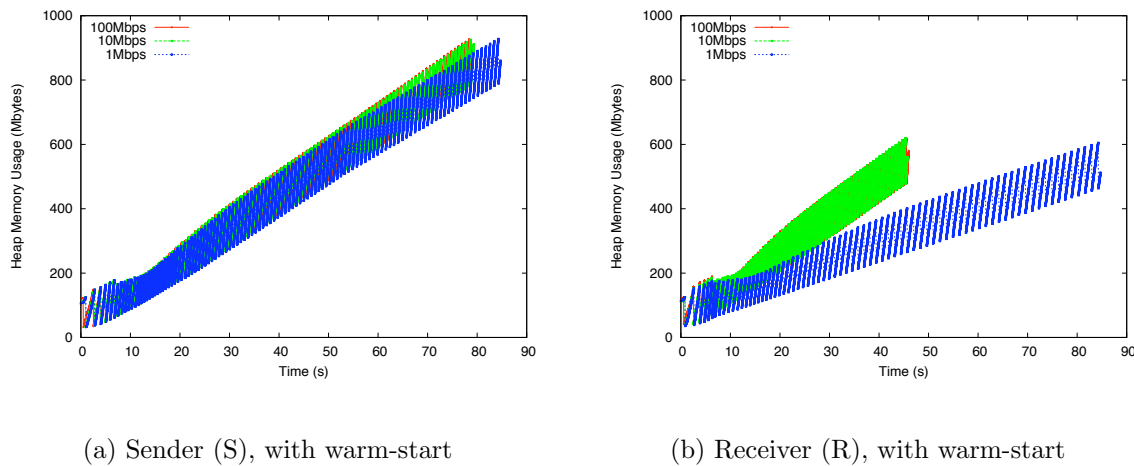 1000
800
600
400
200
0
Heap Memory Usage (Mbytes)
100Mbps
10Mbps
1Mbps
0 10 20 30 40 50 60 70 80 90
Time (s)
(a) Sender (S), with warm-start
1000
800
600
400
200
0
Heap Memory Usage (Mbytes)
100Mbps
10Mbps
1Mbps
0 10 20 30 40 50 60 70 80 90
Time (s)
(b) Receiver (R), with warm-start